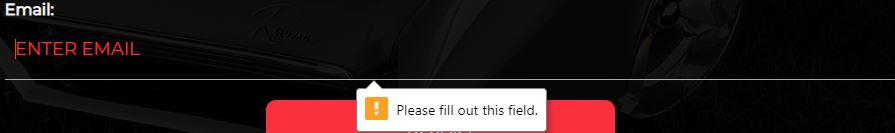 Email:
ENTER EMAIL
Please fill out this field.